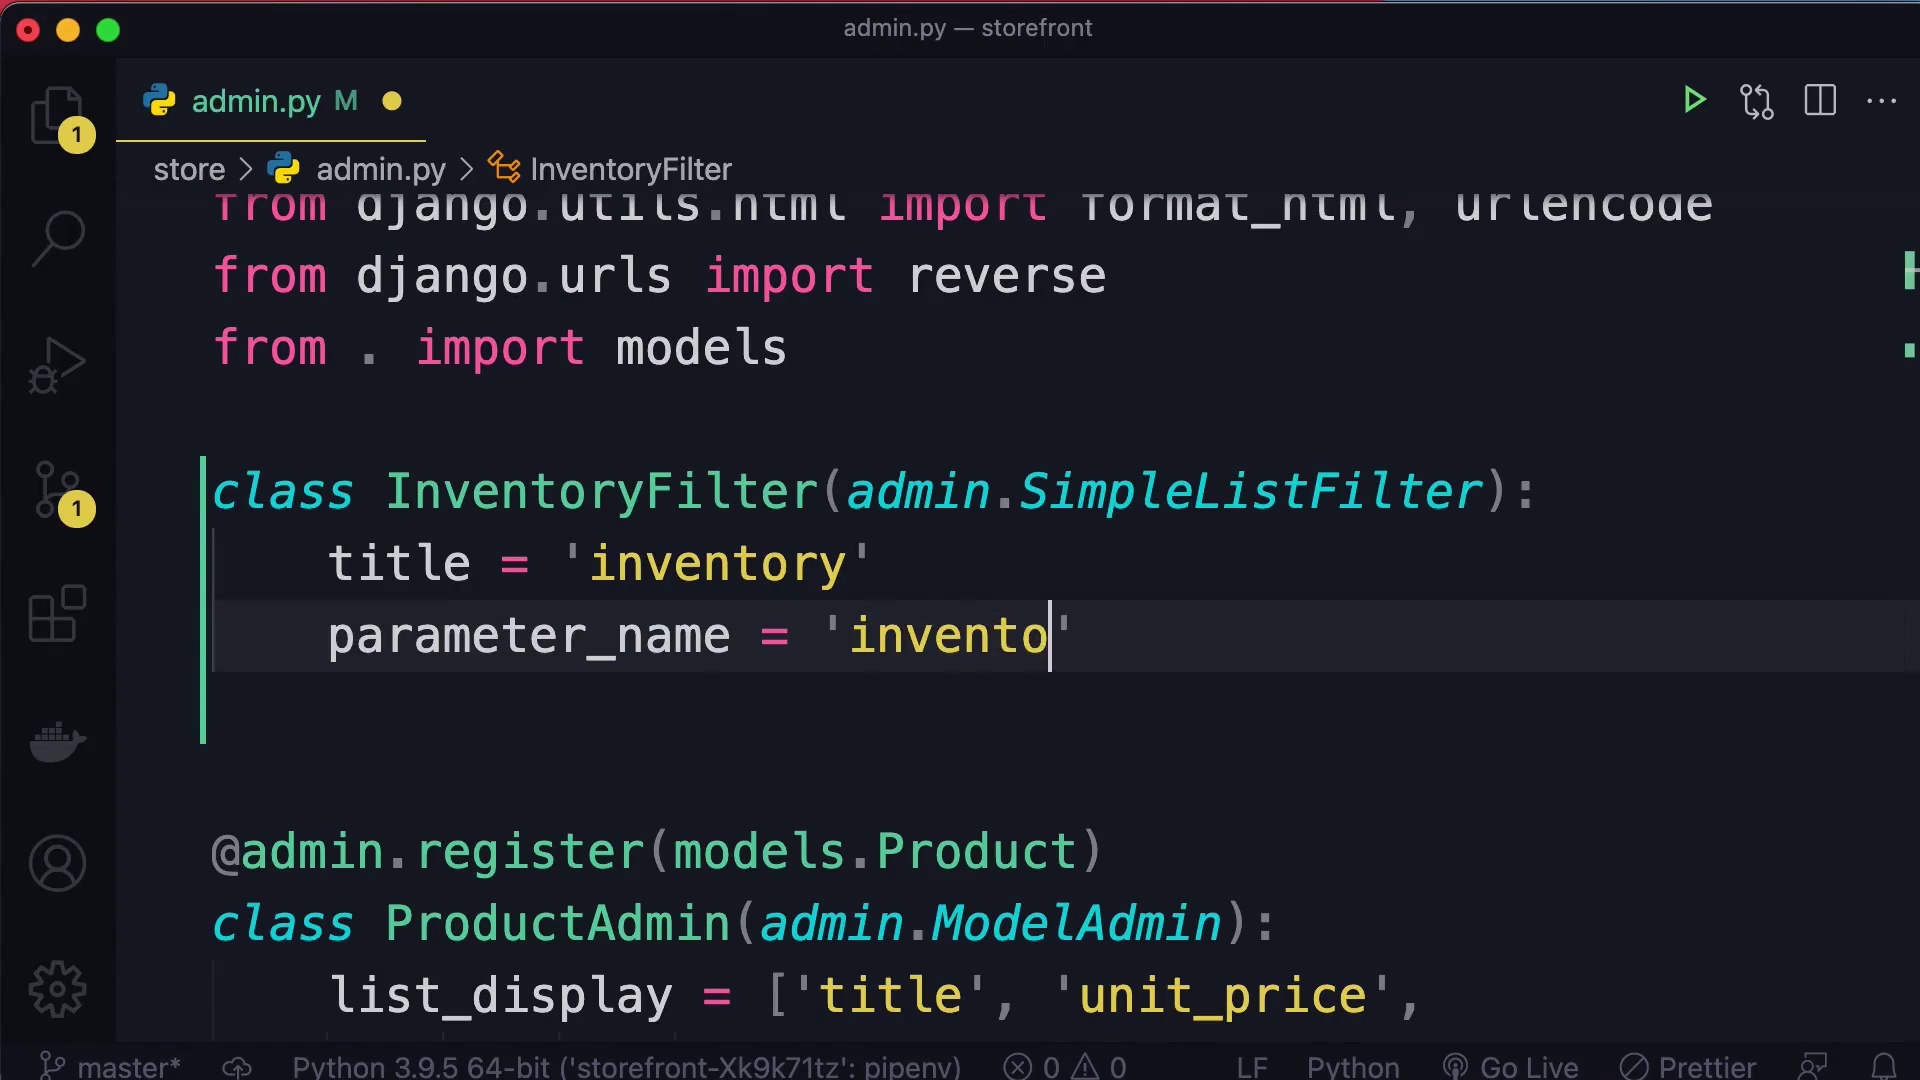 admin.py — storefront
admin.py M
1
store > admin.py > InventoryFilter
from django.utils.html import format_html, urlencode
from django.urls import reverse
from . import models
class InventoryFilter(admin.SimpleListFilter):
title = 'inventory'
parameter_name = 'invento'
1
@admin.register(models.Product)
class ProductAdmin(admin.ModelAdmin):
list_display = ['title', 'unit_price',
master* Python 3.9.5 64-bit ('storefront-Xk9k71tz': pipenv) 0 0 LF Python Go Live Prettier